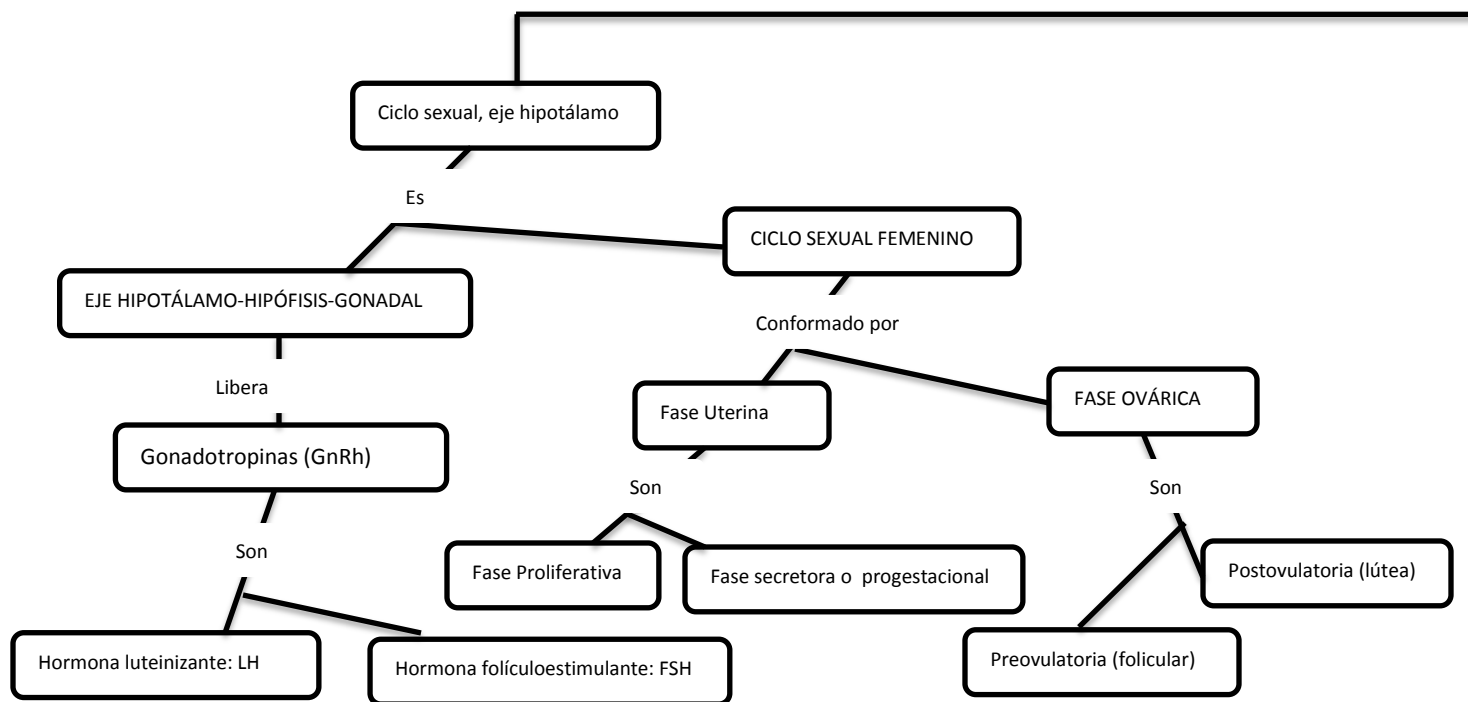 Ciclo sexual, eje hipotálamo
Es
CICLO SEXUAL FEMENINO
EJE HIPOTÁLAMO-HIPÓFISIS-GONADAL
Conformado por
Libera
Fase Uterina
FASE OVÁRICA
Gonadotropinas (GnRh)
Son
Son
Son
Fase Proliferativa
Fase secretora o  progestacional
Postovulatoria (lútea)
Hormona luteinizante: LH
Hormona folículoestimulante: FSH
Preovulatoria (folicular)